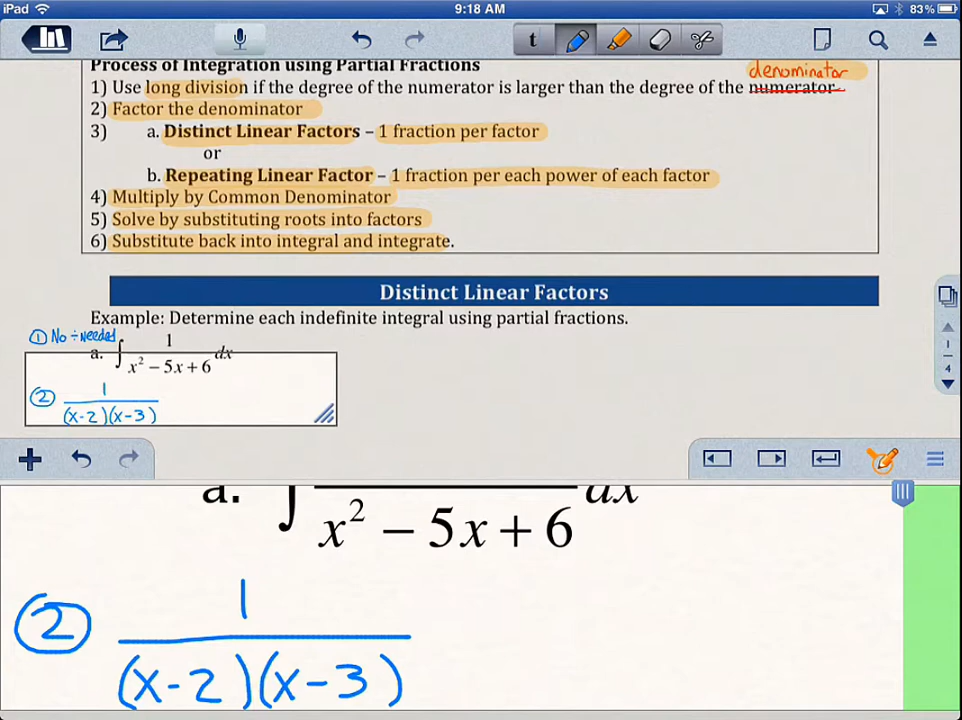 iPad 9:18 AM 83%
t
Process of Integration using Partial Fractions
denominator
1) Use long division if the degree of the numerator is larger than the degree of the numerator.
2) Factor the denominator
3) a. Distinct Linear Factors – 1 fraction per factor
or
b. Repeating Linear Factor – 1 fraction per each power of each factor
4) Multiply by Common Denominator
5) Solve by substituting roots into factors
6) Substitute back into integral and integrate.
Distinct Linear Factors
Example: Determine each indefinite integral using partial fractions.
① No ÷ Needed
a. ∫ 1
x² − 5x + 6 dx
② 1
(x-2)(x-3)
1
4
a. ∫ dx
x² − 5x + 6
② 1
(x-2)(x-3)